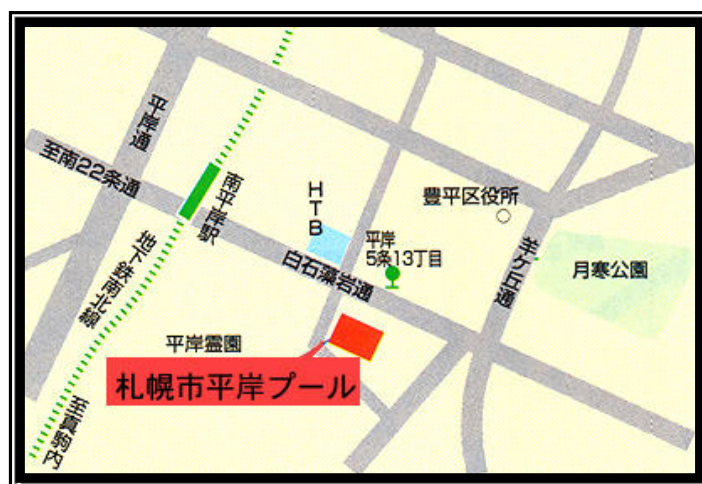 平岸通
至南22条通
南平岸駅
HTB
豊平区役所
平岸
5条13丁目
白石藻岩通
羊ケ丘通
月寒公園
地下鉄南北線
平岸霊園
札幌市平岸プール
至真駒内